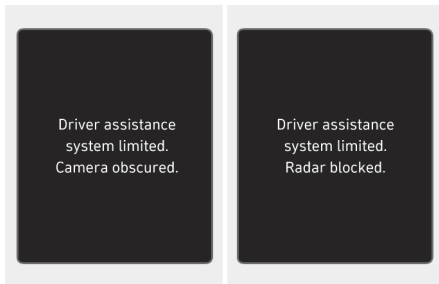 Driver assistance
system limited.
Camera obscured.
Driver assistance
system limited.
Radar blocked.